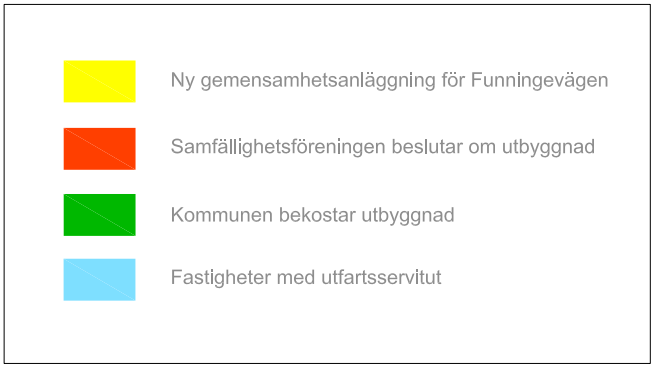 Ny gemensamhetsanläggning för Funningevägen
Samfällighetsföreningen beslutar om utbyggnad
Kommunen bekostar utbyggnad
Fastigheter med utfartsservitut